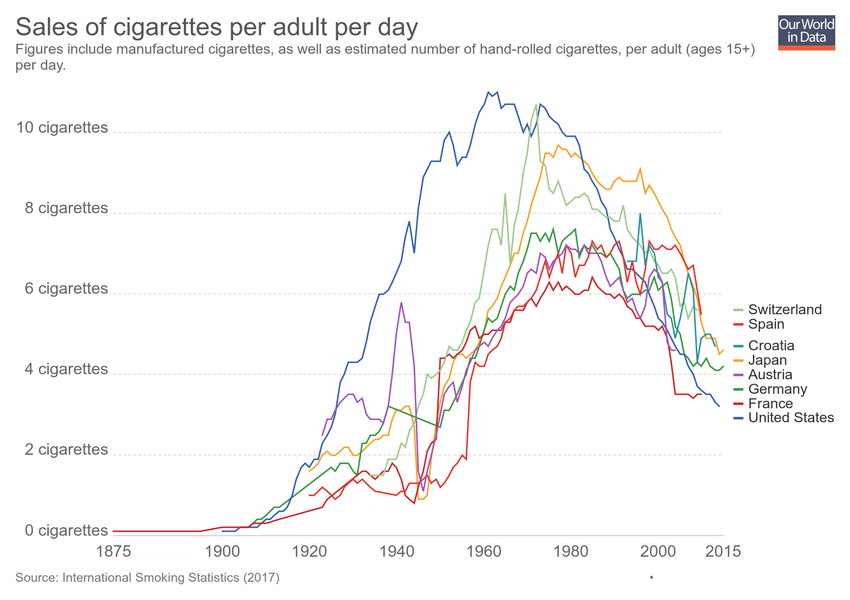 Sales of cigarettes per adult per day
Our World
in Data
Figures include manufactured cigarettes, as well as estimated number of hand-rolled cigarettes, per adult (ages 15+)
per day.
10 cigarettes
8 cigarettes
6 cigarettes
4 cigarettes
2 cigarettes
0 cigarettes
Switzerland
Spain
Croatia
Japan
Austria
Germany
France
United States
1875 1900 1920 1940 1960 1980 2000 2015
Source: International Smoking Statistics (2017)